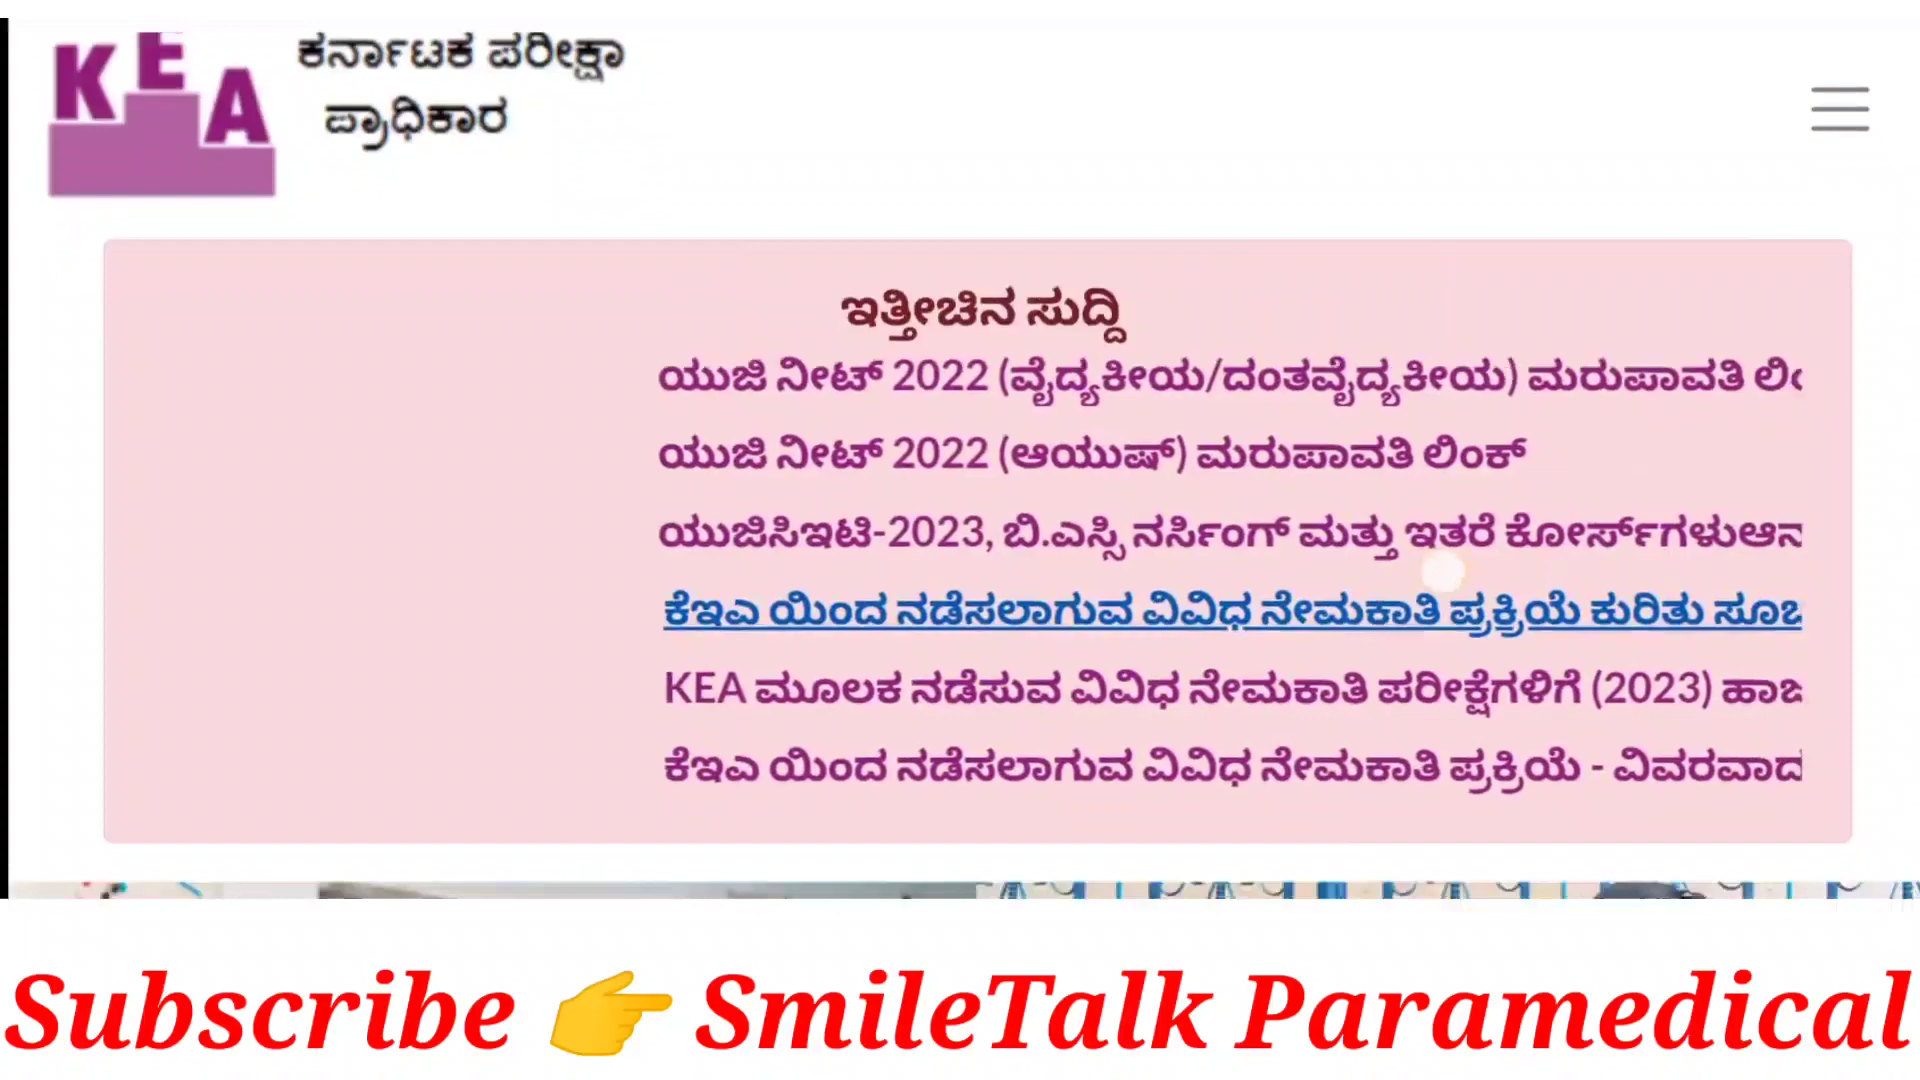 KEA
ಕರ್ನಾಟಕ ಪರೀಕ್ಷಾ
ಪ್ರಾಧಿಕಾರ
ಇತ್ತೀಚಿನ ಸುದ್ದಿ
ಯುಜಿ ನೀಟ್ 2022 (ವೈದ್ಯಕೀಯ/ದಂತವೈದ್ಯಕೀಯ) ಮರುಪಾವತಿ
ಯುಜಿ ನೀಟ್ 2022 (ಆಯುಷ್) ಮರುಪಾವತಿ ಲಿಂಕ್
ಯುಜಿಸಿಇಟಿ-2023, ಬಿ.ಎಸ್ಸಿ ನರ್ಸಿಂಗ್ ಮತ್ತು ಇತರೆ ಕೋರ್ಸ್‌ಗಳುಆನ
ಕೆಇಎ ಯಿಂದ ನಡೆಸಲಾಗುವ ವಿವಿಧ ನೇಮಕಾತಿ ಪ್ರಕ್ರಿಯೆ ಕುರಿತು
KEA ಮೂಲಕ ನಡೆಸುವ ವಿವಿಧ ನೇಮಕಾತಿ ಪರೀಕ್ಷೆಗಳಿಗೆ (2023)
ಕೆಇಎ ಯಿಂದ ನಡೆಸಲಾಗುವ ವಿವಿಧ ನೇಮಕಾತಿ ಪ್ರಕ್ರಿಯೆ - ವಿವರವಾದ
Subscribe 👉 SmileTalk Paramedical